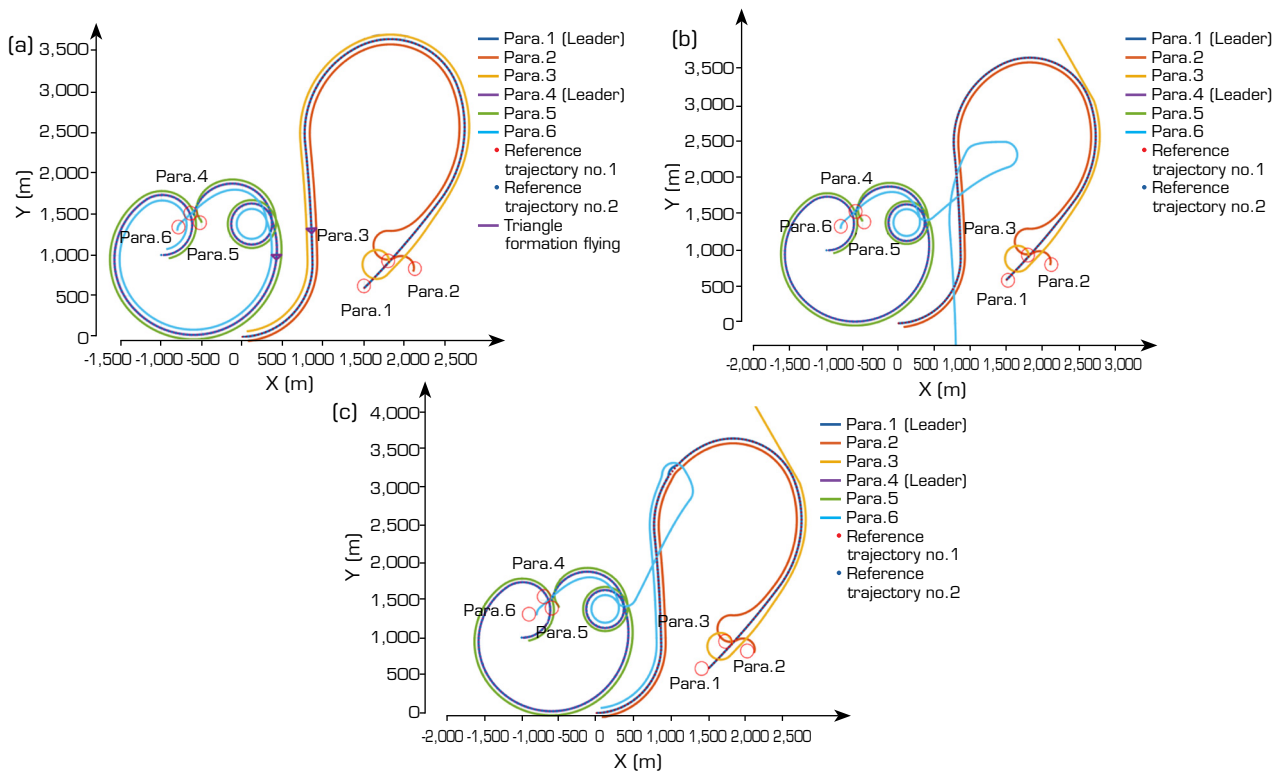 (a)
3,500
3,000
2,500
2,000
1,500
1,000
500
0
Y (m)
-1,500 -1,000 -500 0 500 1,000 1,500 2,000 2,500
X (m)
Para.4
Para.6
Para.5
Para.3
Para.1
Para.2
Para.1 (Leader)
Para.2
Para.3
Para.4 (Leader)
Para.5
Para.6
Reference
trajectory no.1
Reference
trajectory no.2
Triangle
formation flying
(b)
3,500
3,000
2,500
2,000
1,500
1,000
500
0
Y (m)
-2,000 -1,500 -1,000 -500 0 500 1,000 1,500 2,000 2,500 3,000
X (m)
Para.4
Para.6
Para.5
Para.3
Para.1
Para.2
Para.1 (Leader)
Para.2
Para.3
Para.4 (Leader)
Para.5
Para.6
Reference
trajectory no.1
Reference
trajectory no.2
(c)
4,000
3,500
3,000
2,500
2,000
1,500
1,000
500
0
Y (m)
-2,000 -1,500 -1,000 -500 0 500 1,000 1,500 2,000 2,500
X (m)
Para.4
Para.6
Para.5
Para.3
Para.2
Para.1
Para.1 (Leader)
Para.2
Para.3
Para.4 (Leader)
Para.5
Para.6
Reference
trajectory no.1
Reference
trajectory no.2